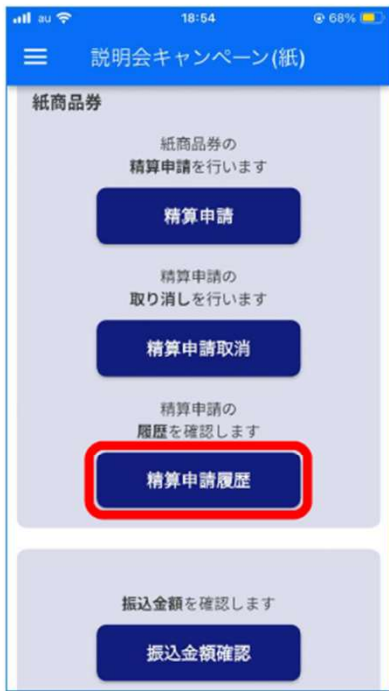 au 18:54 68%
説明会キャンペーン(紙)
紙商品券
紙商品券の
精算申請を行います
精算申請
精算申請の
取り消しを行います
精算申請取消
精算申請の
履歴を確認します
精算申請履歴
振込金額を確認します
振込金額確認